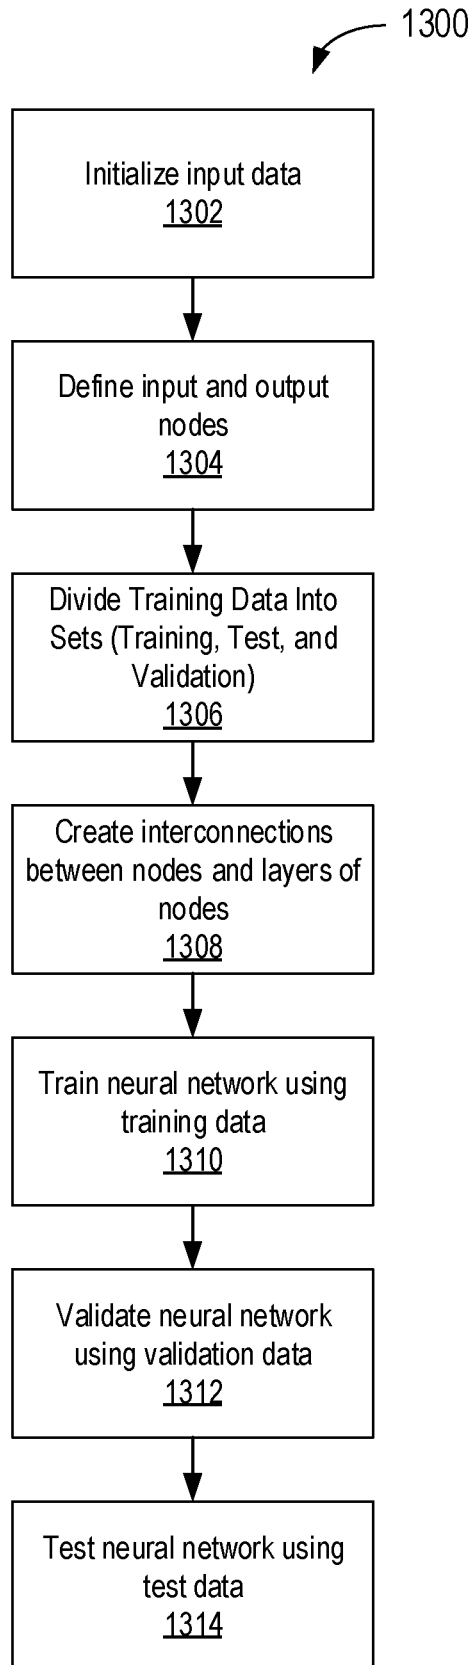 1300
Initialize input data
1302
Define input and output
nodes
1304
Divide Training Data Into
Sets (Training, Test, and
Validation)
1306
Create interconnections
between nodes and layers of
nodes
1308
Train neural network using
training data
1310
Validate neural network
using validation data
1312
Test neural network using
test data
1314